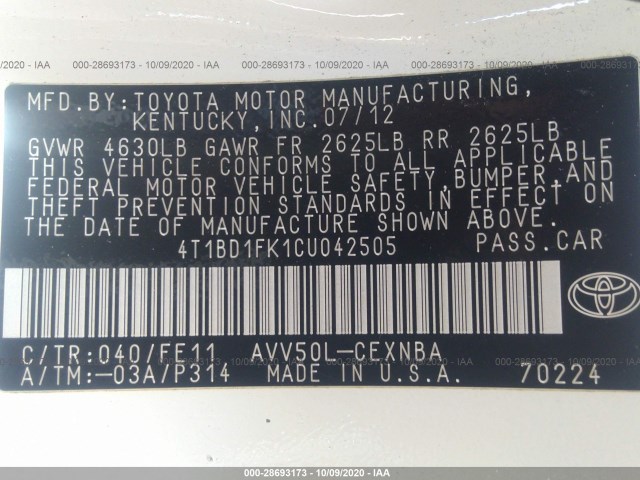 000-28693173 • 10/09/2020 - IAA
MFD.BY:TOYOTA MOTOR MANUFACTURING,
KENTUCKY,INC.07/12
GVWR 4630LB GAWR FR 2625LB RR 2625LB
THIS VEHICLE CONFORMS TO ALL APPLICABLE
FEDERAL MOTOR VEHICLE SAFETY,BUMPER,AND
THEFT PREVENTION STANDARDS IN EFFECT ON
THE DATE OF MANUFACTURE SHOWN ABOVE.
4T1BD1FK1CU042505 PASS.CAR
C/TR:040/FE11 AVV50L-CEXNBA
A/TM:-03A/P314 MADE IN U.S.A. 70224
000-28693173 • 10/09/2020 - IAA